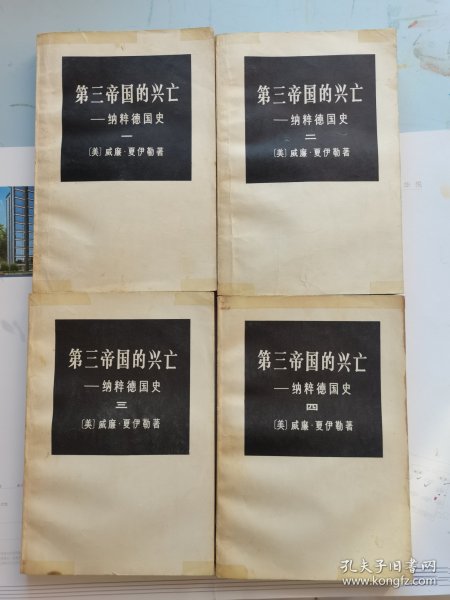 第三帝国的兴亡
——纳粹德国史
一
〔美〕威廉·夏伊勒著
第三帝国的兴亡
——纳粹德国史
二
〔美〕威廉·夏伊勒著
第三帝国的兴亡
——纳粹德国史
三
〔美〕威廉·夏伊勒著
第三帝国的兴亡
——纳粹德国史
四
〔美〕威廉·夏伊勒著
孔夫子旧书网
www.kongfz.com